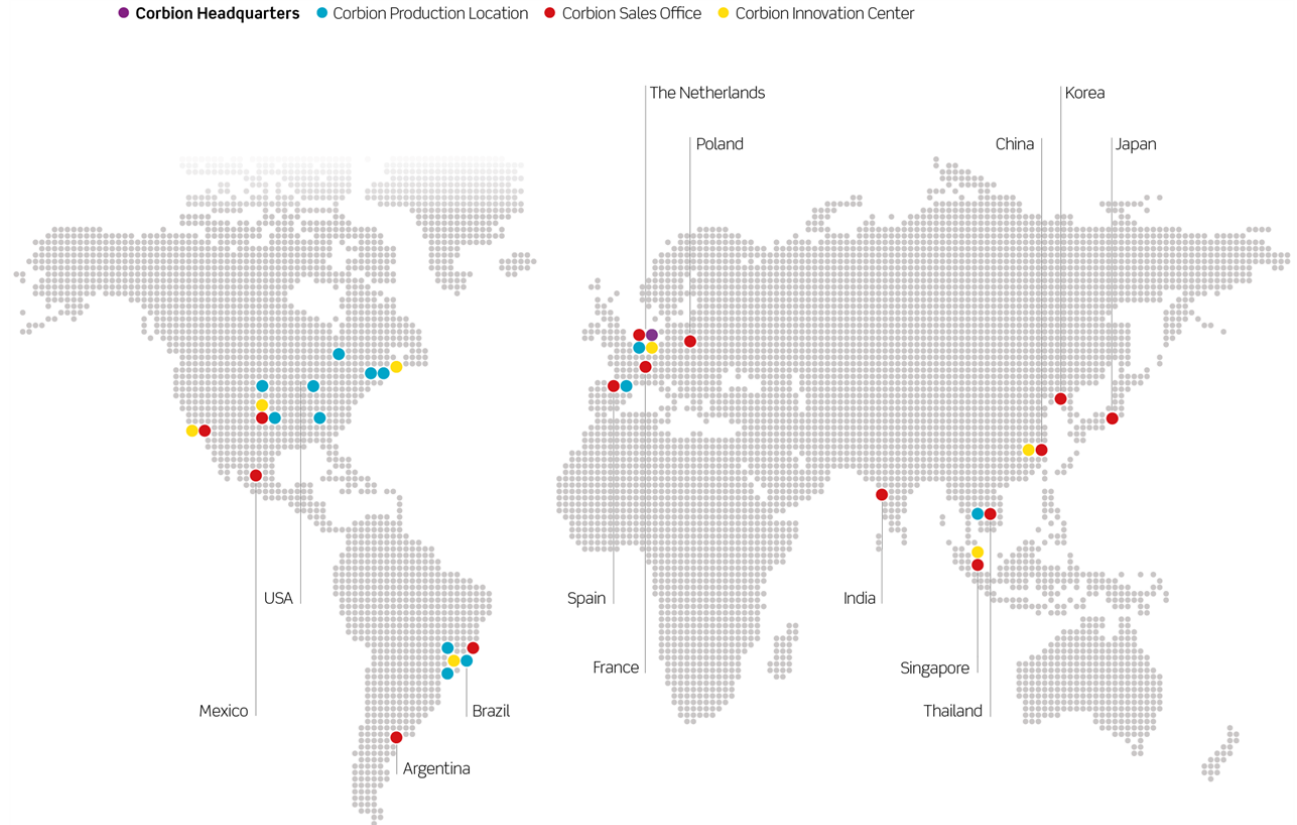 Corbion Headquarters Corbion Production Location Corbion Sales Office Corbion Innovation Center
The Netherlands
Korea
Poland
China
Japan
USA
Spain
India
France
Singapore
Mexico
Brazil
Thailand
Argentina